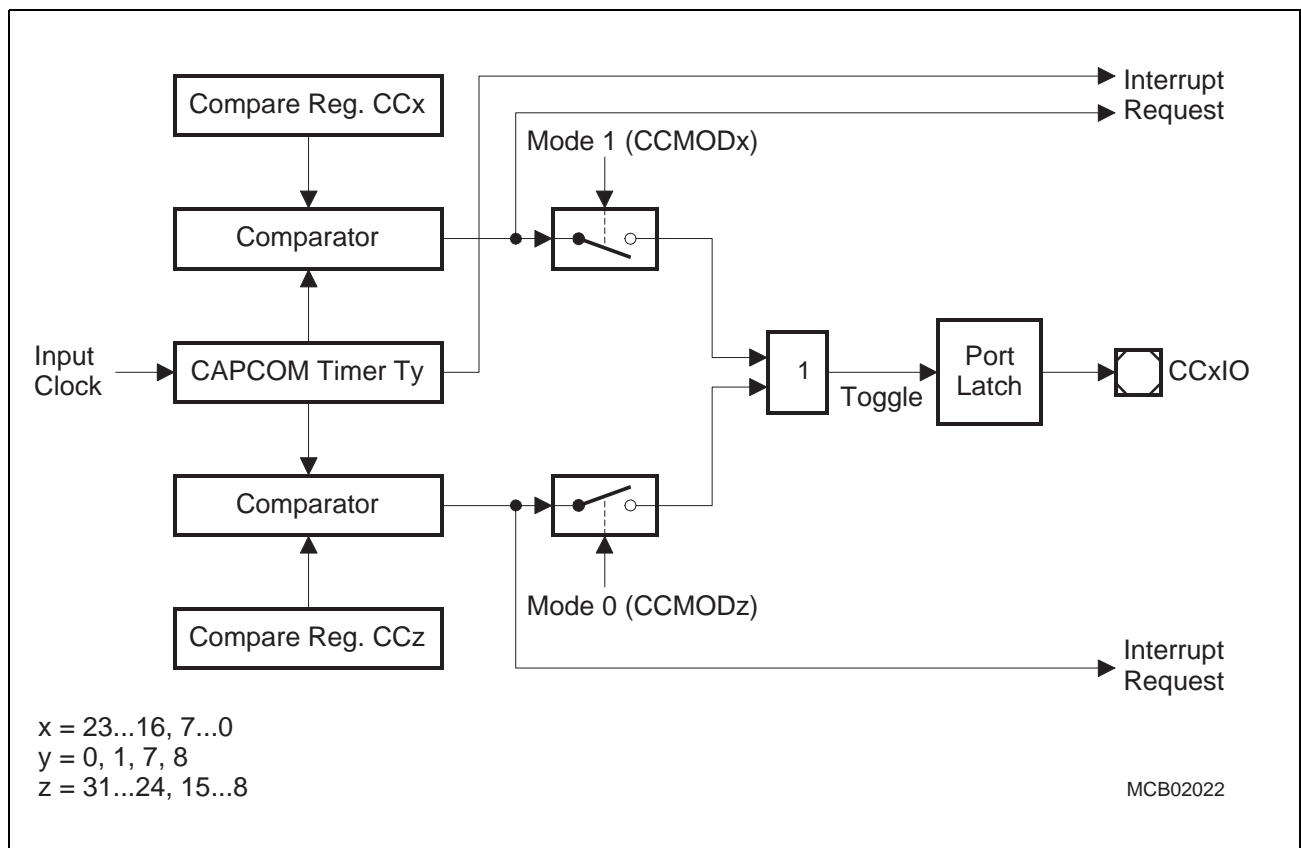 Compare Reg. CCx
Interrupt
Request
Mode 1 (CCMODx)
Comparator
Input
Clock
CAPCOM Timer Ty
1
Toggle
Port
Latch
CCxIO
Comparator
Mode 0 (CCMODz)
Compare Reg. CCz
Interrupt
Request
x = 23...16, 7...0
y = 0, 1, 7, 8
z = 31...24, 15...8
MCB02022